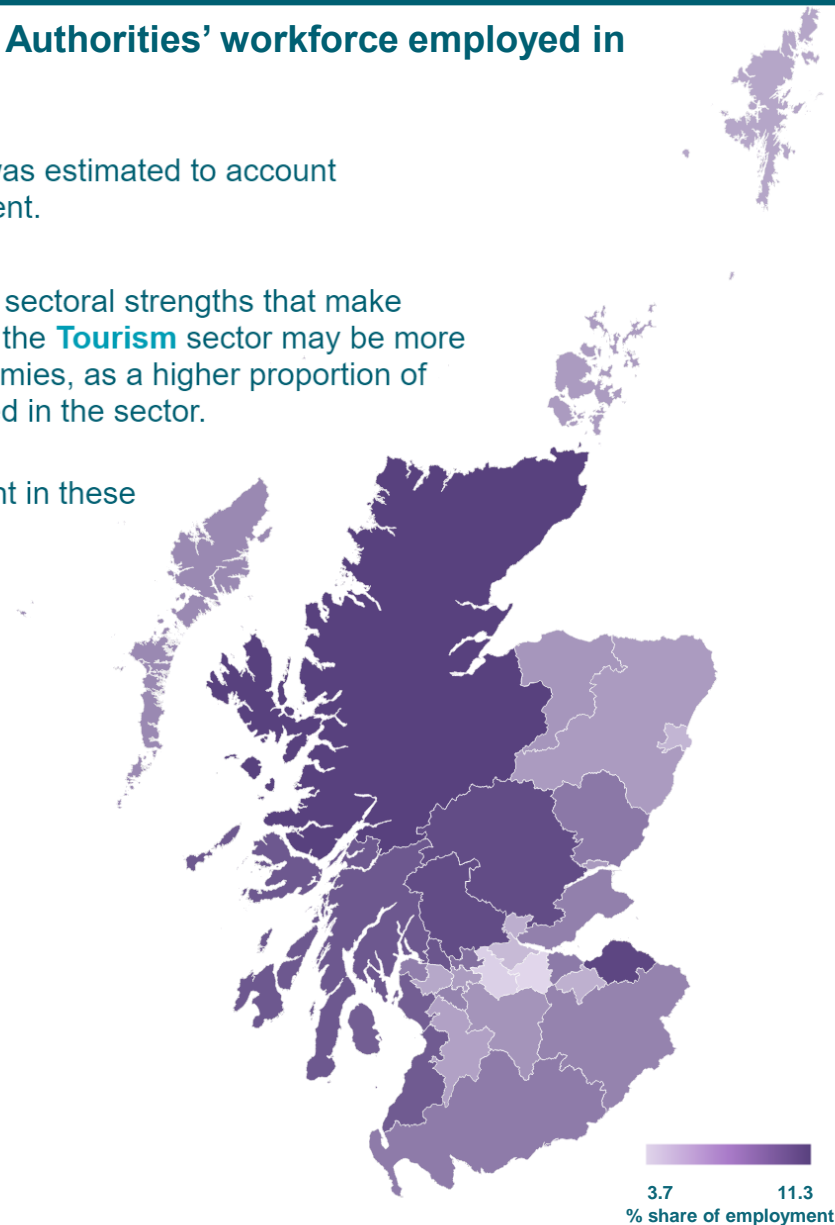 Authorities’ workforce employed in
was estimated to account
ent.
sectoral strengths that make
the Tourism sector may be more
mies, as a higher proportion of
d in the sector.
nt in these
3.7 11.3
% share of employment